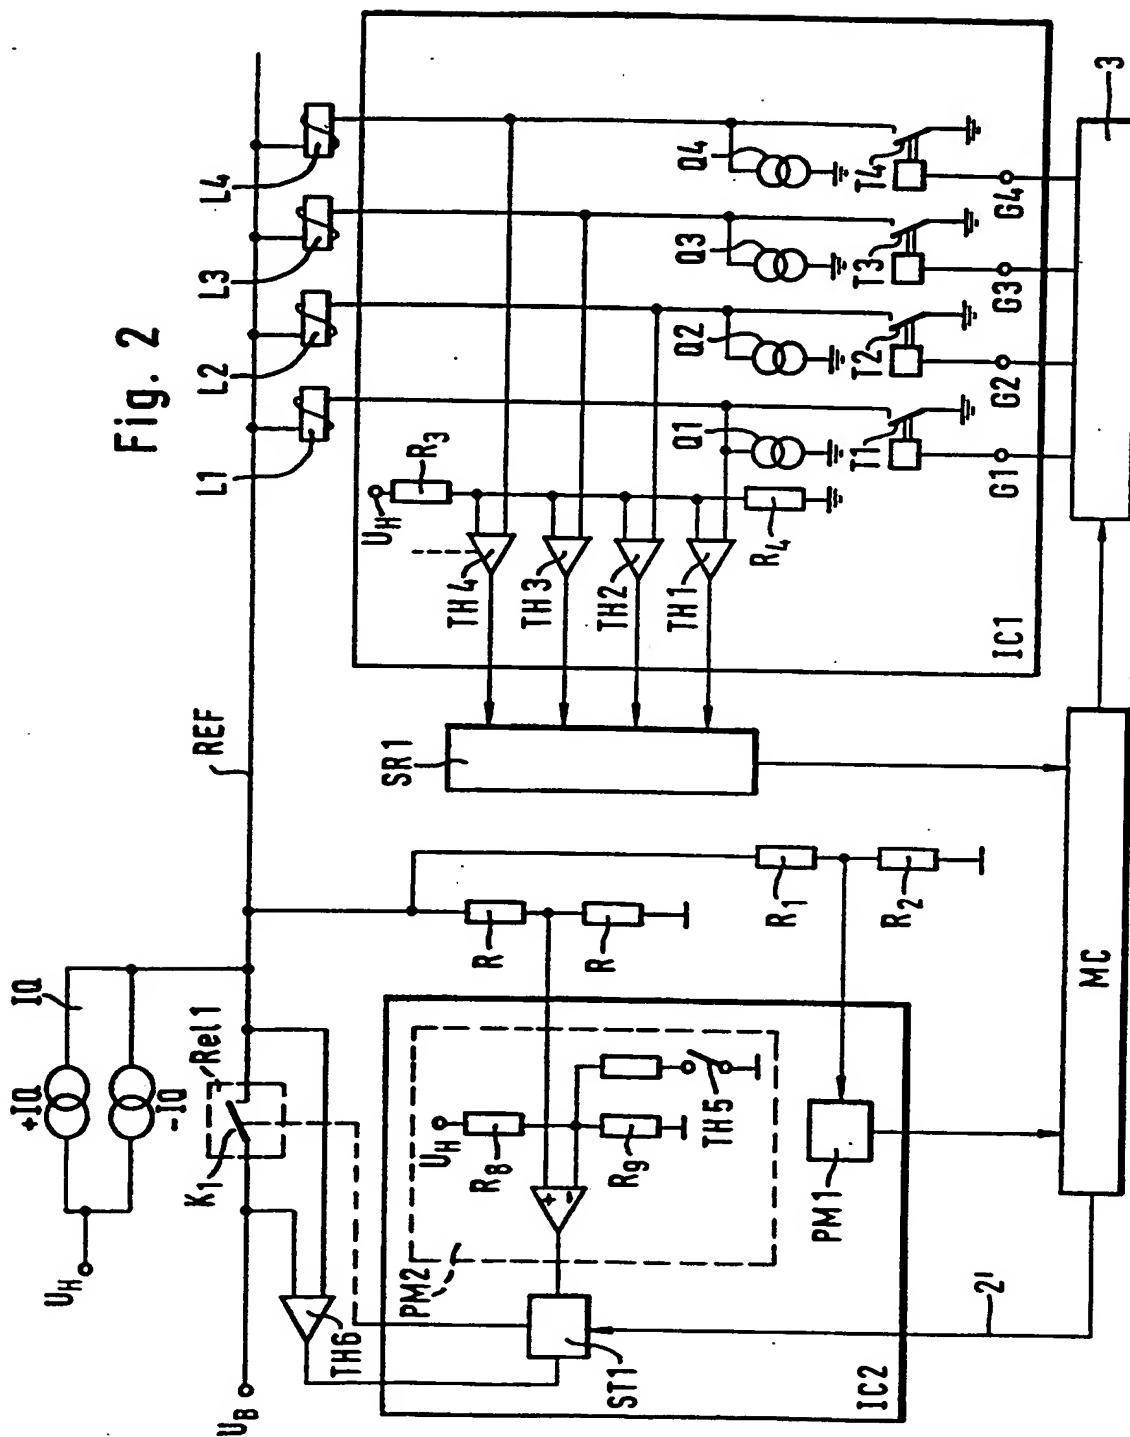 Fig. 2
U_H
+IQ
IQ
-IQ
U_B
K_1
Rel1
REF
TH6
L1
L2
L3
L4
U_H
R_3
TH4
TH3
TH2
TH1
R_4
Q1
Q2
Q3
Q4
T1
T2
T3
T4
G1
G2
G3
G4
IC1
SR1
R
R
R_1
R_2
PM2
U_H
R_8
R_9
TH5
PM1
ST1
IC2
2'
MC
3